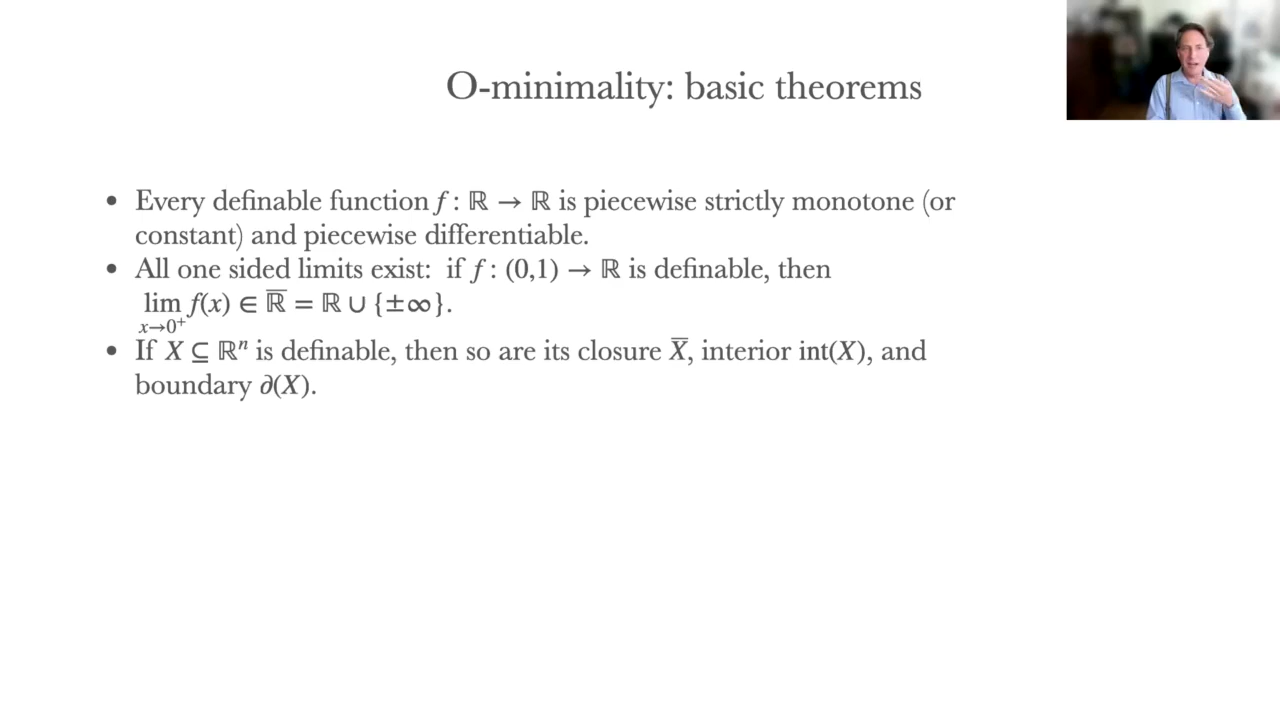 O-minimality: basic theorems
• Every definable function f : ℝ → ℝ is piecewise strictly monotone (or
constant) and piecewise differentiable.
• All one sided limits exist: if f : (0,1) → ℝ is definable, then
lim f(x) ∈ ℝ̅ = ℝ ∪ {±∞}.
x→0⁺
• If X ⊆ ℝⁿ is definable, then so are its closure X̅, interior int(X), and
boundary ∂(X).